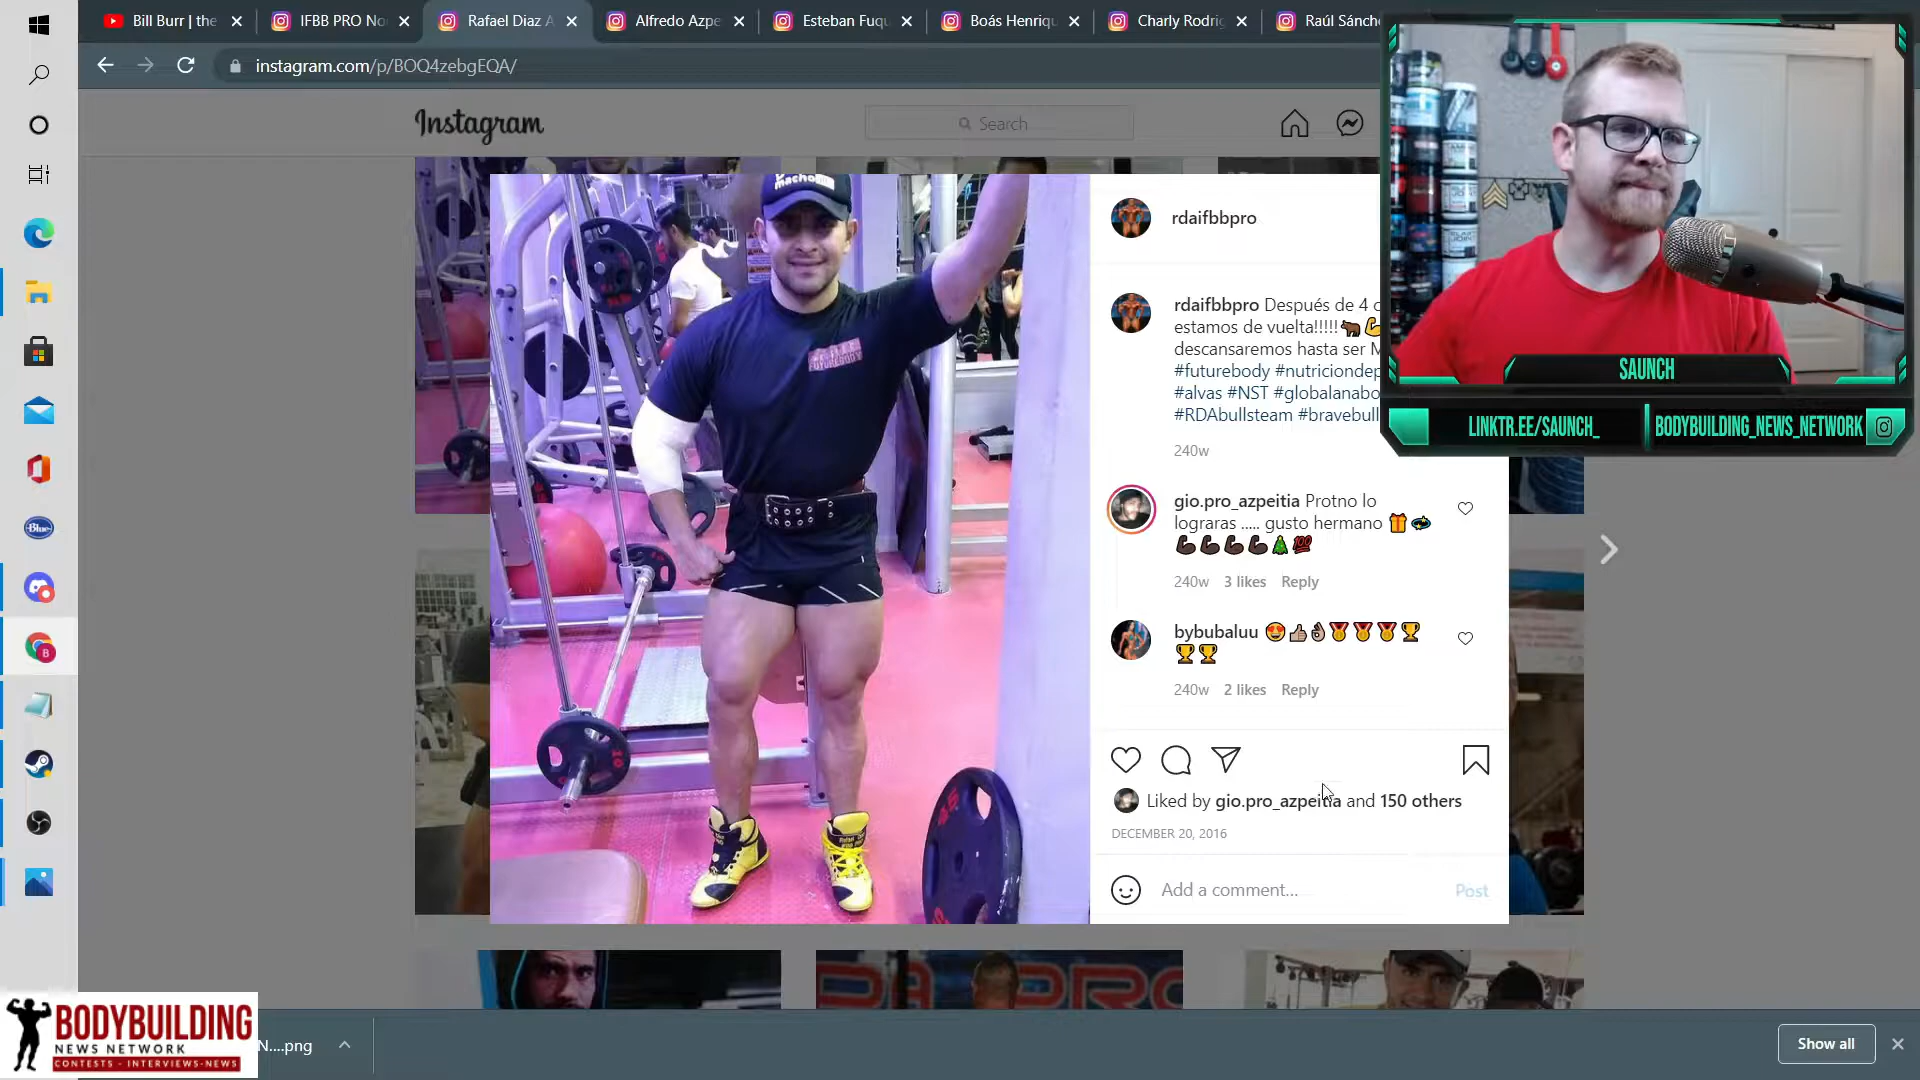 Bill Burr | the
IFBB PRO No
Rafael Diaz A
Alfredo Azpe
Esteban Fuqu
Boás Henriqu
Charly Rodrig
Raúl Sánche
instagram.com/p/BOQ4zebgEQA/
Instagram
Search
macho
FUTUREBODY
rdaifbbpro
rdaifbbpro Después de 4 c
estamos de vuelta!!!!!🐂💪
descansaremos hasta ser M
#futurebody #nutriciondep
#alvas #NST #globalanabo
#RDAbullsteam #bravebull
240w
gio.pro_azpeitia Protno lo
lograras ..... gusto hermano 🎁💫
💪🏿💪🏿💪🏿💪🏿🎄💯
240w 3 likes Reply
bybubaluu 😍👍🏼👌🏽🏅🏅🏅🏆
🏆🏆
240w 2 likes Reply
Liked by gio.pro_azpeitia and 150 others
DECEMBER 20, 2016
Add a comment...
Post
SAUNCH
LINKTR.EE/SAUNCH_
BODYBUILDING_NEWS_NETWORK
Blue
BODYBUILDING
NEWS NETWORK
CONTESTS - INTERVIEWS-NEWS
N....png
Show all